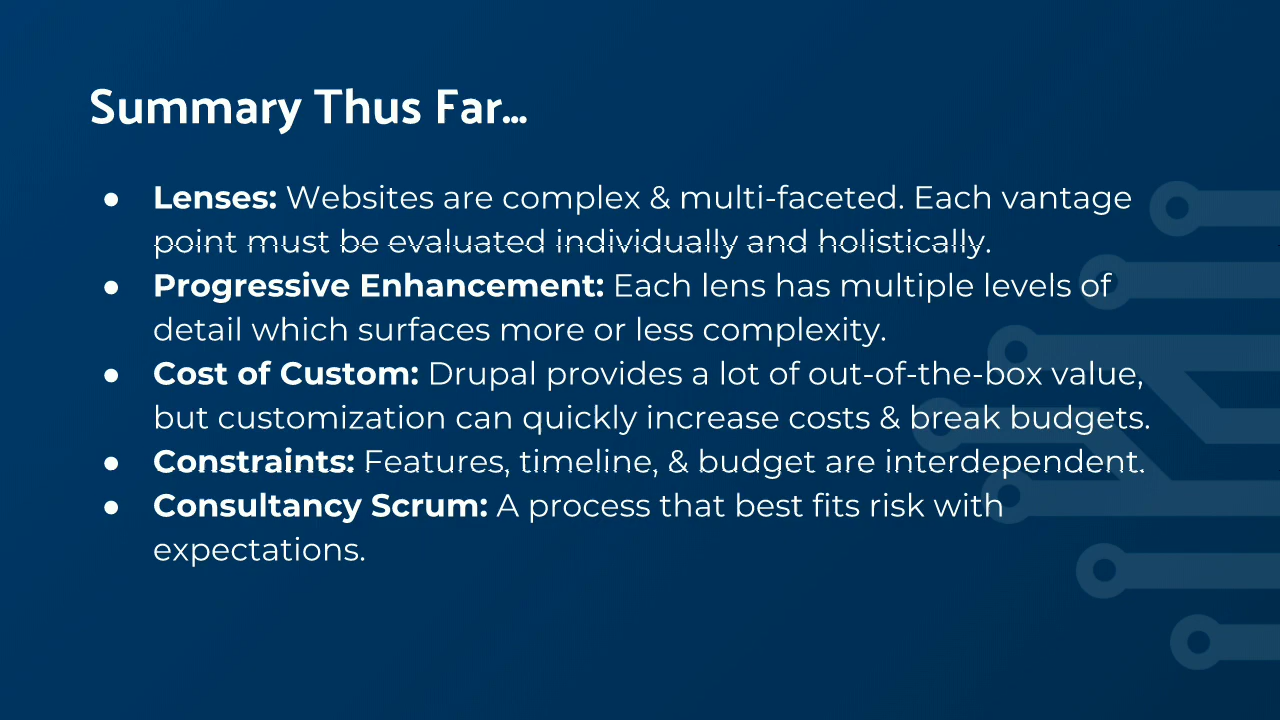 Summary Thus Far...
● Lenses: Websites are complex & multi-faceted. Each vantage
point must be evaluated individually and holistically.
● Progressive Enhancement: Each lens has multiple levels of
detail which surfaces more or less complexity.
● Cost of Custom: Drupal provides a lot of out-of-the-box value,
but customization can quickly increase costs & break budgets.
● Constraints: Features, timeline, & budget are interdependent.
● Consultancy Scrum: A process that best fits risk with
expectations.